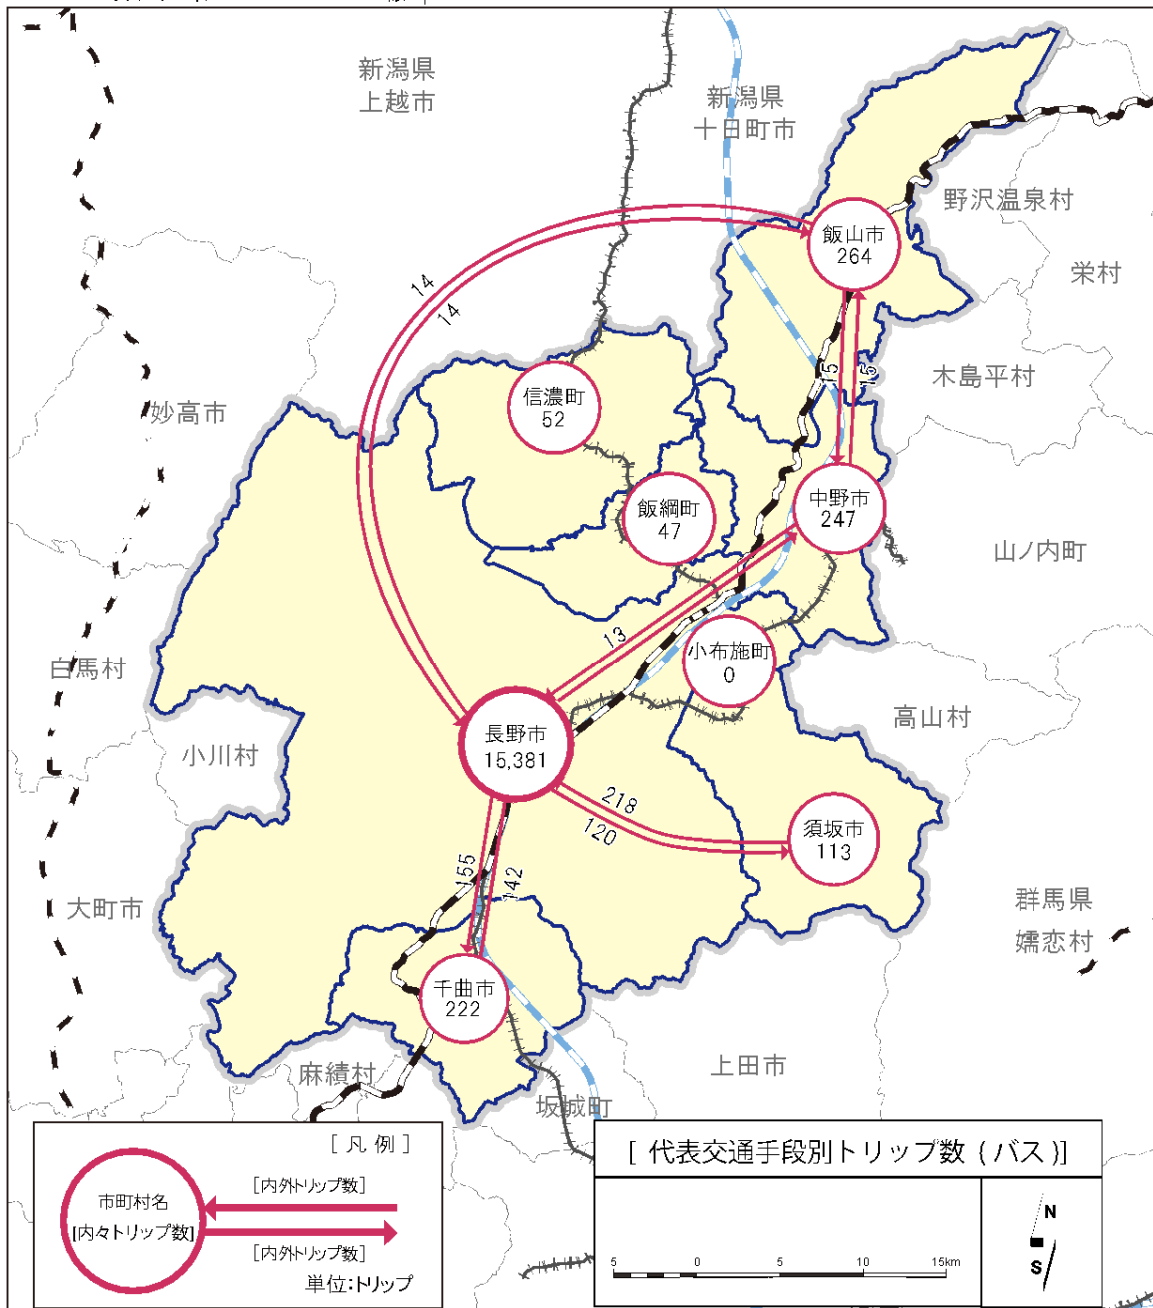 新潟県
上越市
新潟県
十日町市
野沢温泉村
飯山市
264
栄村
14
14
15
15
木島平村
妙高市
信濃町
52
中野市
247
飯綱町
47
山ノ内町
13
小布施町
0
白馬村
小川村
高山村
長野市
15,381
218
120
須坂市
113
155
142
大町市
群馬県
嬬恋村
千曲市
222
麻績村
上田市
坂城町
[ 凡 例 ]
市町村名
[内々トリップ数]
[内外トリップ数]
[内外トリップ数]
単位:トリップ
[ 代表交通手段別トリップ数 ( バス )]
5 0 5 10 15km
N
S